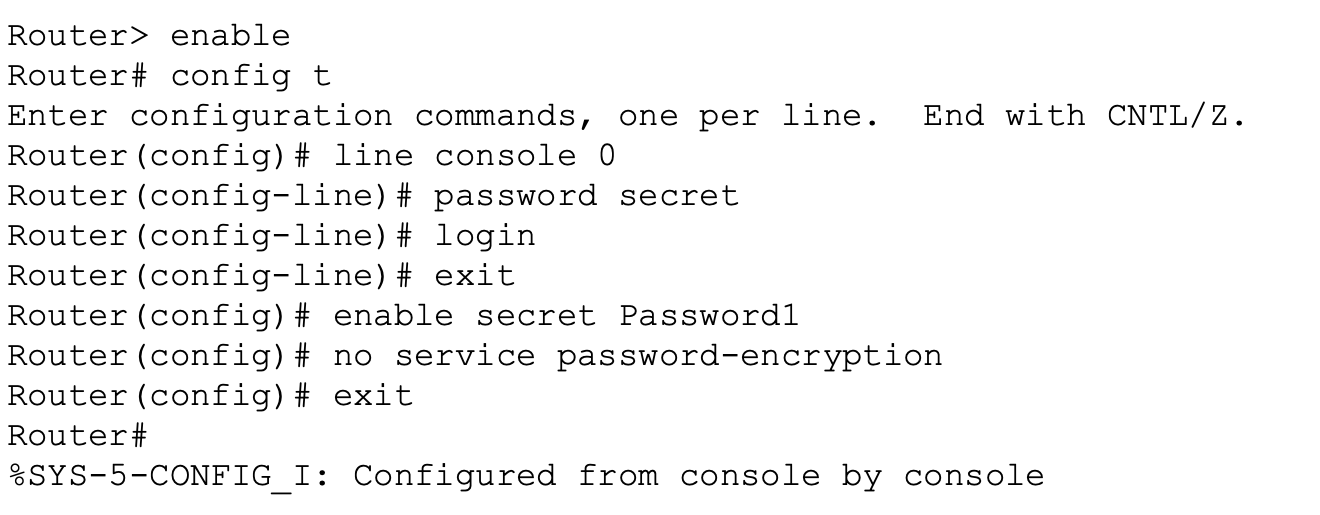 Router> enable
Router# config t
Enter configuration commands, one per line.  End with CNTL/Z.
Router(config)# line console 0
Router(config-line)# password secret
Router(config-line)# login
Router(config-line)# exit
Router(config)# enable secret Password1
Router(config)# no service password-encryption
Router(config)# exit
Router#
%SYS-5-CONFIG_I: Configured from console by console